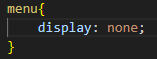 menu{
    display: none;
}